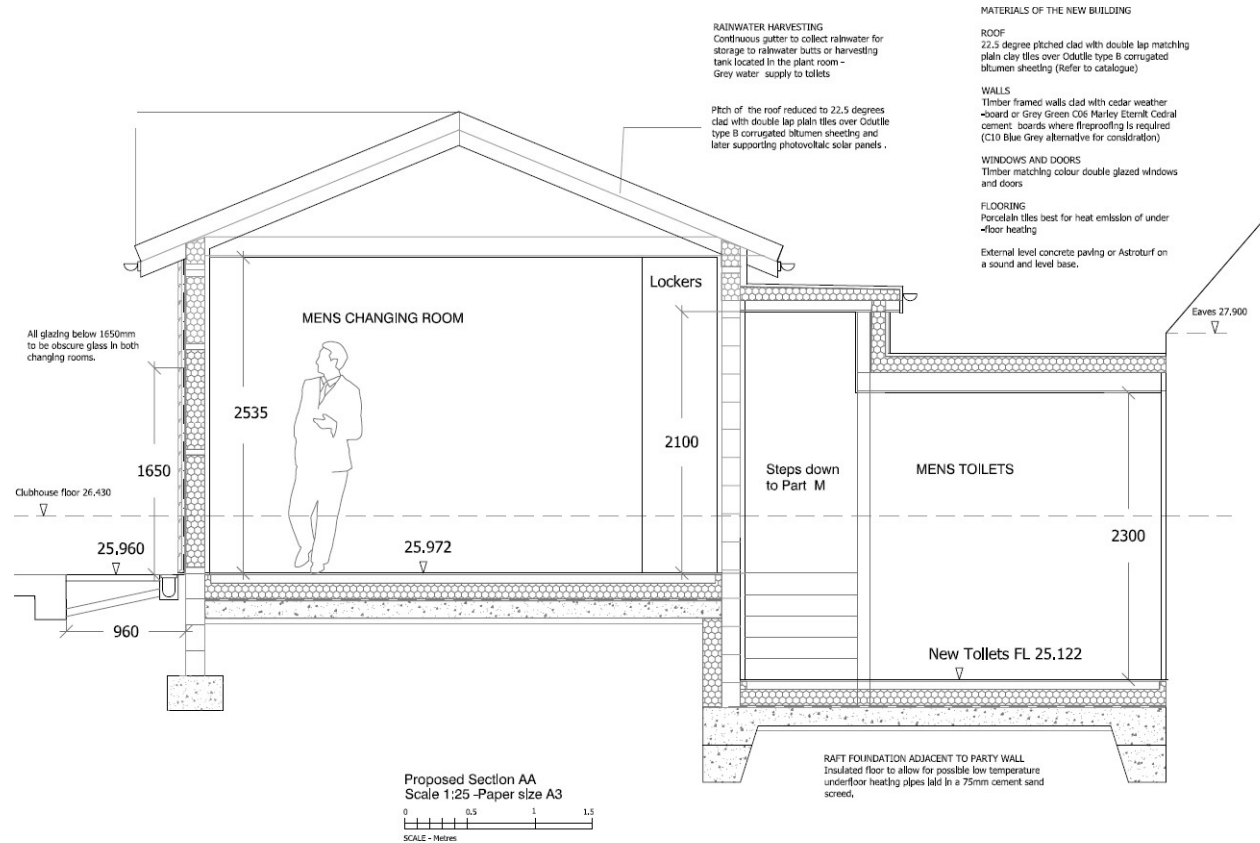 RAINWATER HARVESTING
Continuous gutter to collect rainwater for
storage to rainwater butts or harvesting
tank located in the plant room -
Grey water supply to toilets
Pitch of the roof reduced to 22.5 degrees
clad with double lap plain tiles over Odutile
type B corrugated bitumen sheeting and
later supporting photovoltaic solar panels .
MATERIALS OF THE NEW BUILDING
ROOF
22.5 degree pitched clad with double lap matching
plain clay tiles over Odutile type B corrugated
bitumen sheeting (Refer to catalogue)
WALLS
Timber framed walls clad with cedar weather
-board or Grey Green C06 Marley Eternit Cedral
cement boards where fireproofing is required
(C10 Blue Grey alternative for considration)
WINDOWS AND DOORS
Timber matching colour double glazed windows
and doors
FLOORING
Porcelain tiles best for heat emission of under
-floor heating
External level concrete paving or Astroturf on
a sound and level base.
Eaves 27.900
All glazing below 1650mm
to be obscure glass in both
changing rooms.
MENS CHANGING ROOM
Lockers
2535
1650
2100
Steps down
to Part M
MENS TOILETS
2300
Clubhouse floor 26.430
25.960
25.972
960
New Toilets FL 25.122
RAFT FOUNDATION ADJACENT TO PARTY WALL
Insulated floor to allow for possible low temperature
underfloor heating pipes laid in a 75mm cement sand
screed.
Proposed Section AA
Scale 1:25 -Paper size A3
0 0.5 1 1.5
SCALE - Metres